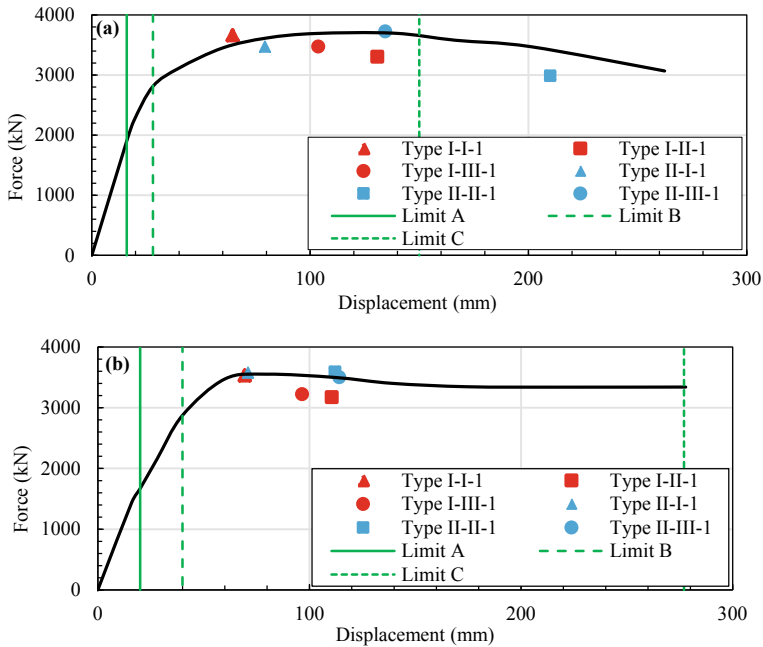 (a)
4000
3000
2000
1000
0
Force (kN)
Type I-I-1 Type I-II-1
Type I-III-1 Type II-I-1
Type II-II-1 Type II-III-1
Limit A Limit B
Limit C
0 100 200 300
Displacement (mm)
(b)
4000
3000
2000
1000
0
Force (kN)
Type I-I-1 Type I-II-1
Type I-III-1 Type II-I-1
Type II-II-1 Type II-III-1
Limit A Limit B
Limit C
0 100 200 300
Displacement (mm)